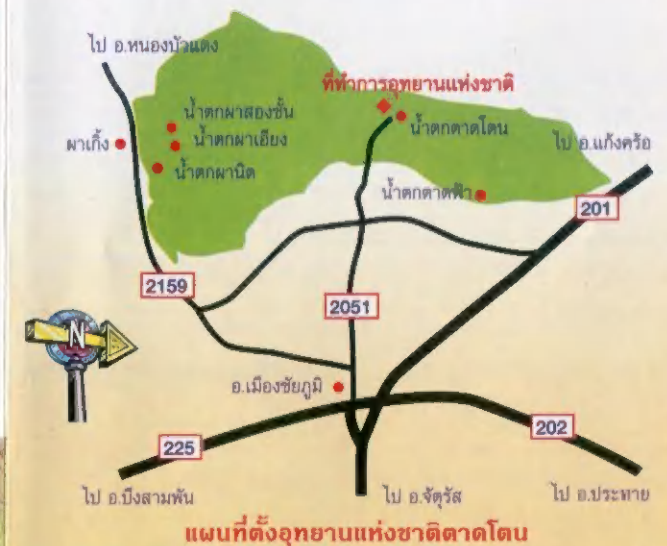 ไป อ.หนองบัวแดง
ที่ทำการอุทยานแห่งชาติ
น้ำตกผาสองชั้น
น้ำตกตาดโตน
ผาเกิ้ง
น้ำตกผาเอียง
ไป อ.แก้งคร้อ
น้ำตกผานิต
น้ำตกตาดฟ้า
201
2159
2051
N
อ.เมืองชัยภูมิ
225
202
ไป อ.บึงสามพัน
ไป อ.จัตุรัส
ไป อ.ประทาย
แผนที่ตั้งอุทยานแห่งชาติตาดโตน